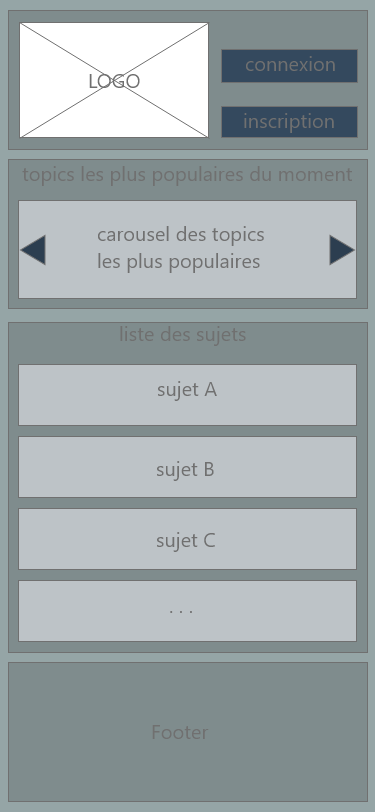 LOGO
connexion
inscription
topics les plus populaires du moment
carousel des topics
les plus populaires
liste des sujets
sujet A
sujet B
sujet C
. . .
Footer